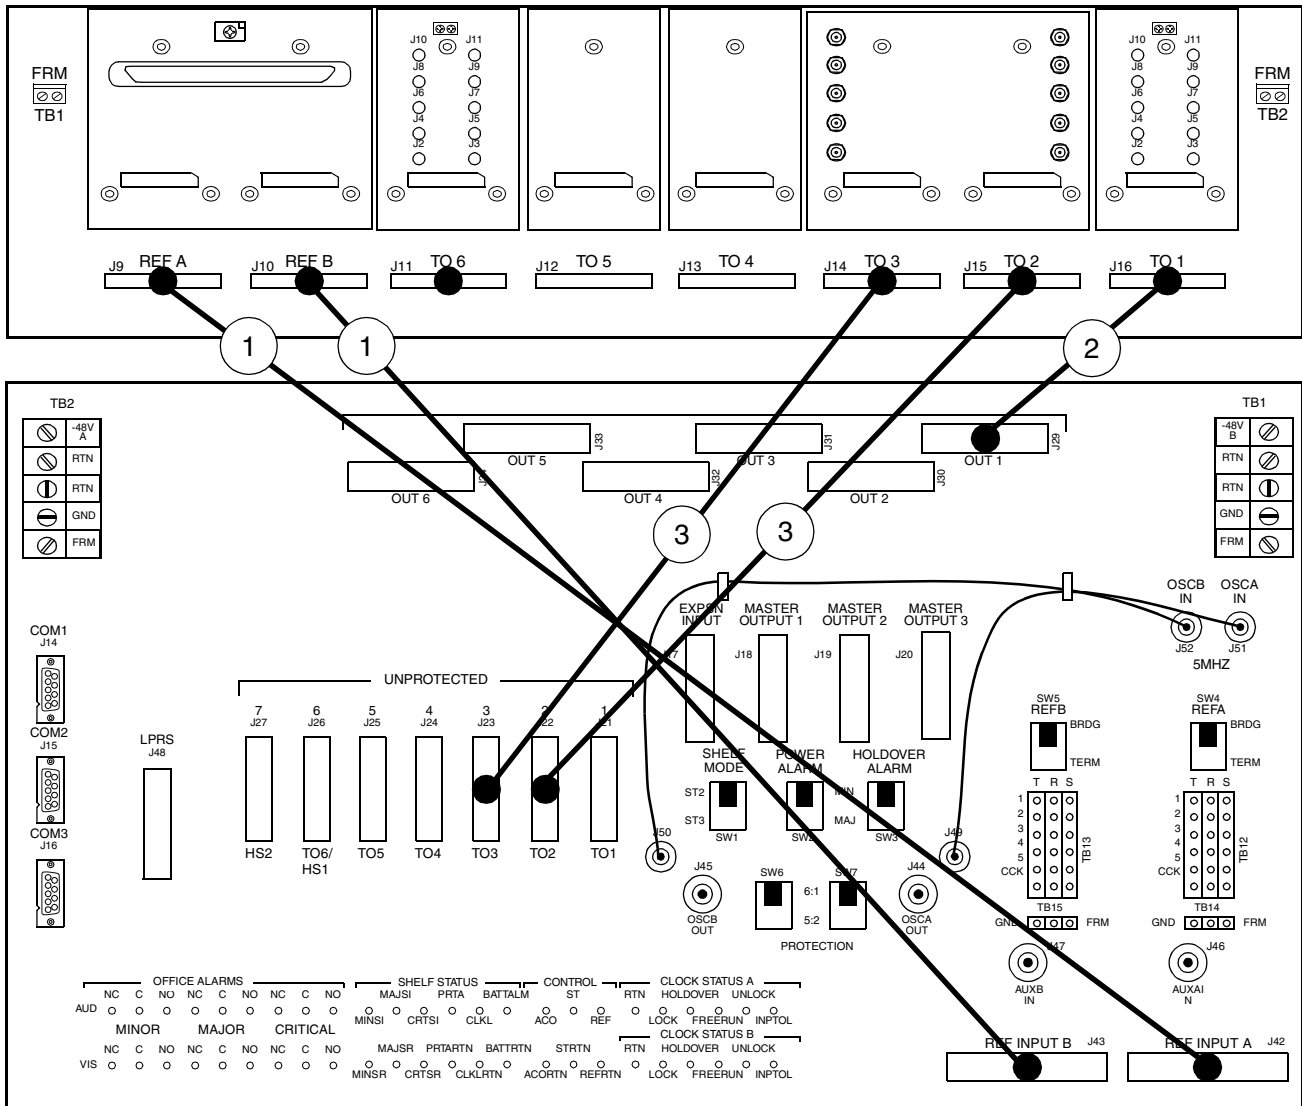 FRM
TB1
J10 J11
J8 J9
J6 J7
J4 J5
J2 J3
J10 J11
J8 J9
J6 J7
J4 J5
J2 J3
FRM
TB2
J9 REF A
J10 REF B
J11 TO 6
J12 TO 5
J13 TO 4
J14 TO 3
J15 TO 2
J16 TO 1
1
1
2
TB2
-48V
A
RTN
RTN
GND
FRM
OUT 5 J33
OUT 3 J31
OUT 1 J29
OUT 6
OUT 4 J32
OUT 2 J30
TB1
-48V
B
RTN
RTN
GND
FRM
3
3
OSCB
IN
J52
OSCA
IN
J51
5MHZ
COM1
J14
COM2
J15
COM3
J16
LPRS
J48
UNPROTECTED
7
J27
HS2
6
J26
TO6/
HS1
5
J25
TO5
4
J24
TO4
3
J23
TO3
2
J22
TO2
1
J21
TO1
EXPSN
INPUT
MASTER
OUTPUT 1
J18
MASTER
OUTPUT 2
J19
MASTER
OUTPUT 3
J20
SHELF
MODE
ST2
ST3
SW1
POWER
ALARM
SW2
HOLDOVER
ALARM
MIN
MAJ
SW3
J50
J49
J45
OSCB
OUT
SW6
SW7
6:1
5:2
PROTECTION
J44
OSCA
OUT
SW5
REFB
BRDG
TERM
T R S
1
2
3
4
5
CCK
TB13
TB15
GND FRM
J47
AUXB
IN
SW4
REFA
BRDG
TERM
T R S
1
2
3
4
5
CCK
TB12
TB14
GND FRM
J46
AUXAI
N
OFFICE ALARMS
NC C NO NC C NO NC C NO
AUD
MINOR MAJOR CRITICAL
NC C NO NC C NO NC C NO
VIS
SHELF STATUS
MAJSI PRTA BATTALM
MINSI CRTSI CLKL
MAJSR PRTARTN BATTRTN
MINSR CRTSR CLKLRTN
CONTROL
ST
ACO REF
STRTN
ACORTN REFRTN
CLOCK STATUS A
RTN HOLDOVER UNLOCK
LOCK FREERUN INPTOL
CLOCK STATUS B
RTN HOLDOVER UNLOCK
LOCK FREERUN INPTOL
REF INPUT B J43
REF INPUT A J42